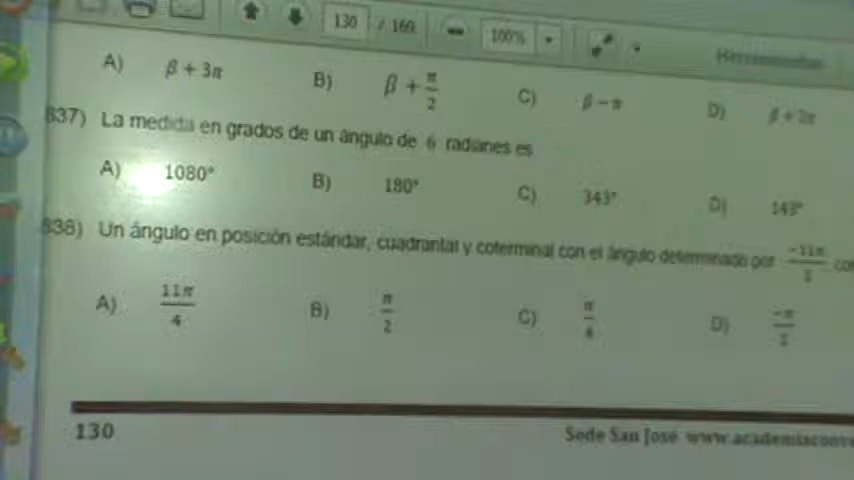 130 / 169 100%
A) β + 3π B) β + π/2 C) β − π D) β + 2π
837) La medida en grados de un ángulo de 6 radianes es
A) 1080° B) 180° C) 343° D) 143°
838) Un ángulo en posición estándar, cuadrantal y coterminal con el ángulo determinado por −11π/2
A) 11π/4 B) π/2 C) π/4 D) −π/2
130 Sede San José www.academiacoove